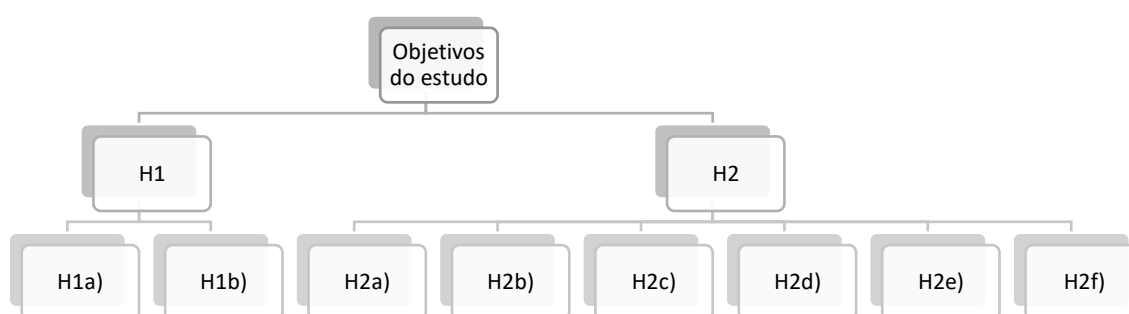 Objetivos
do estudo
H1
H2
H1a)
H1b)
H2a)
H2b)
H2c)
H2d)
H2e)
H2f)